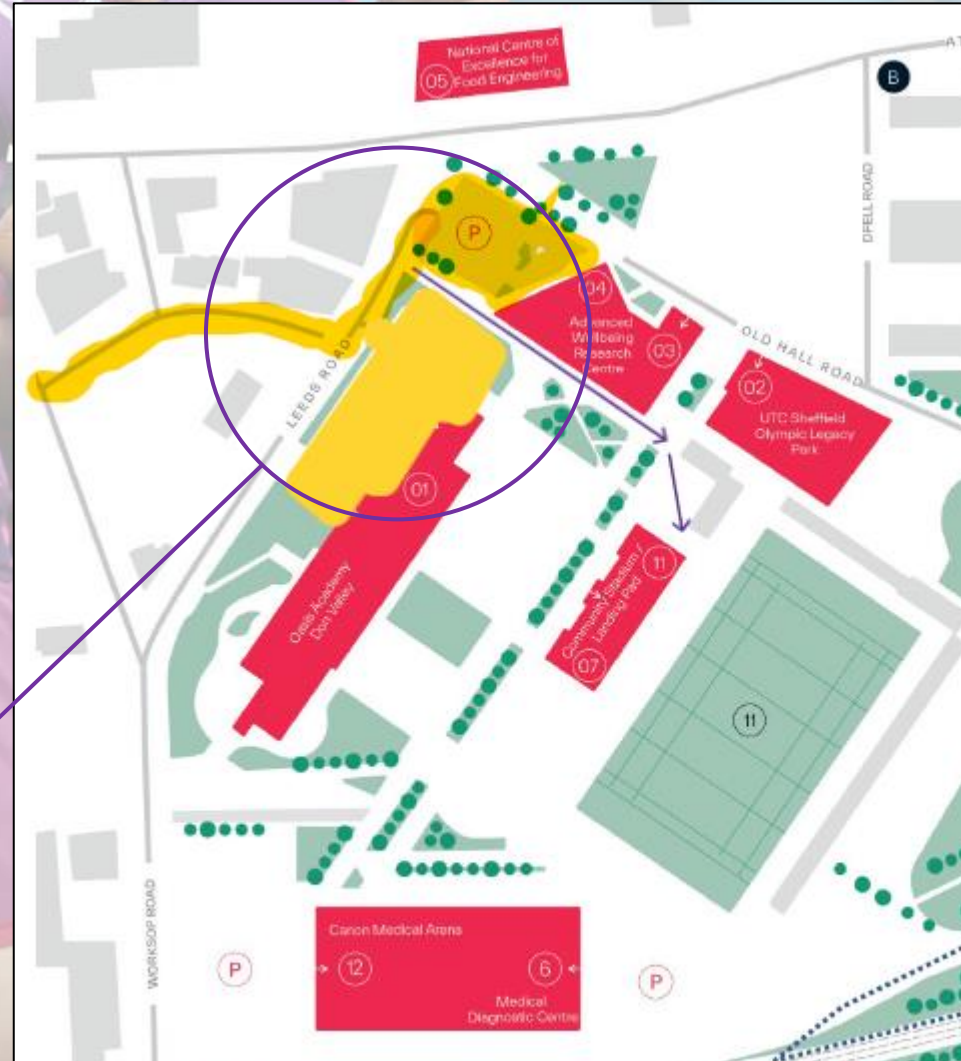 National Centre of
Excellence for
05 Food Engineering
AT
B
DFELL ROAD
P
04
Advanced
Wellbeing
Research
Centre
03
OLD HALL ROAD
02
UTC Sheffield
Olympic Legacy
Park
LEEDS ROAD
01
Oasis Academy
Don Valley
11
Community Stadium /
Landing Pad
07
11
WORKSOP ROAD
Canon Medical Arena
P
12
6
P
Medical
Diagnostic Centre